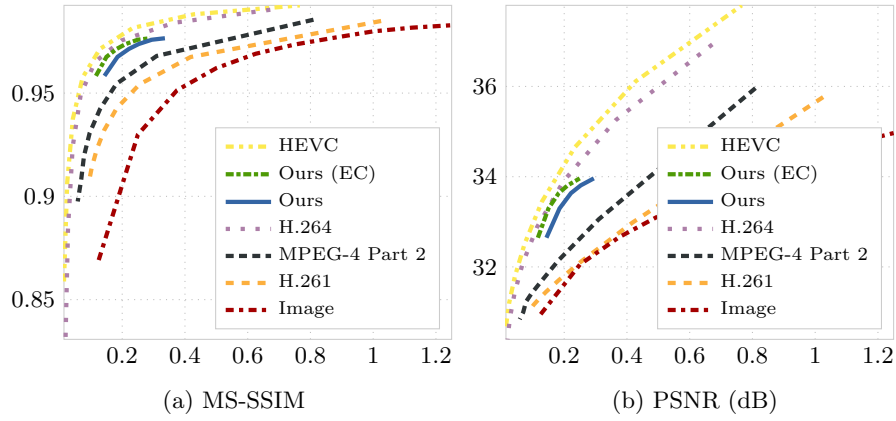 0.95
0.9
0.85
HEVC
Ours (EC)
Ours
H.264
MPEG-4 Part 2
H.261
Image
0.2 0.4 0.6 0.8 1 1.2
(a) MS-SSIM
36
34
32
HEVC
Ours (EC)
Ours
H.264
MPEG-4 Part 2
H.261
Image
0.2 0.4 0.6 0.8 1 1.2
(b) PSNR (dB)